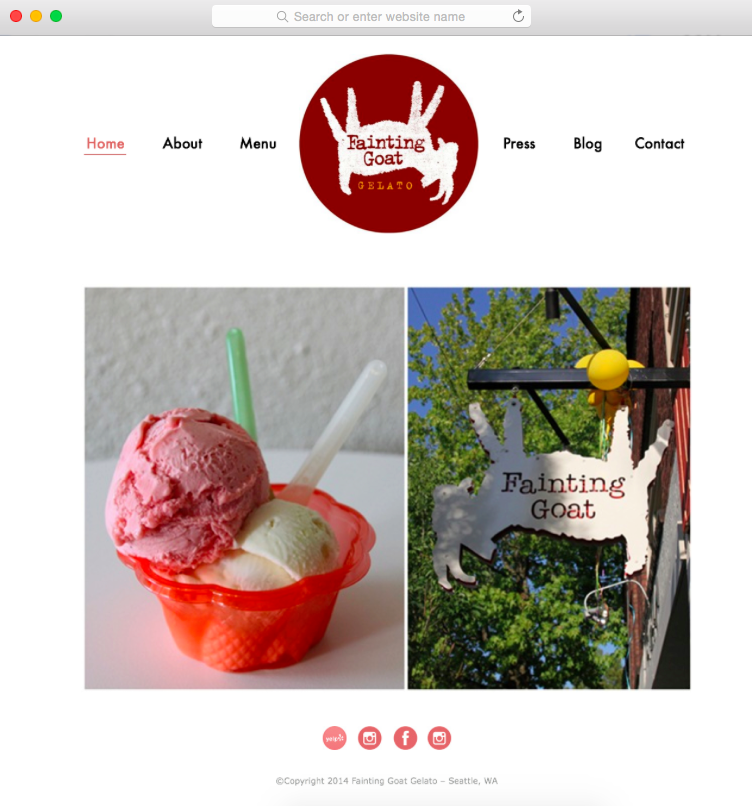 Search or enter website name
Home About Menu
Fainting
Goat
GELATO
Press Blog Contact
Fainting
Goat
yelp
©Copyright 2014 Fainting Goat Gelato – Seattle, WA